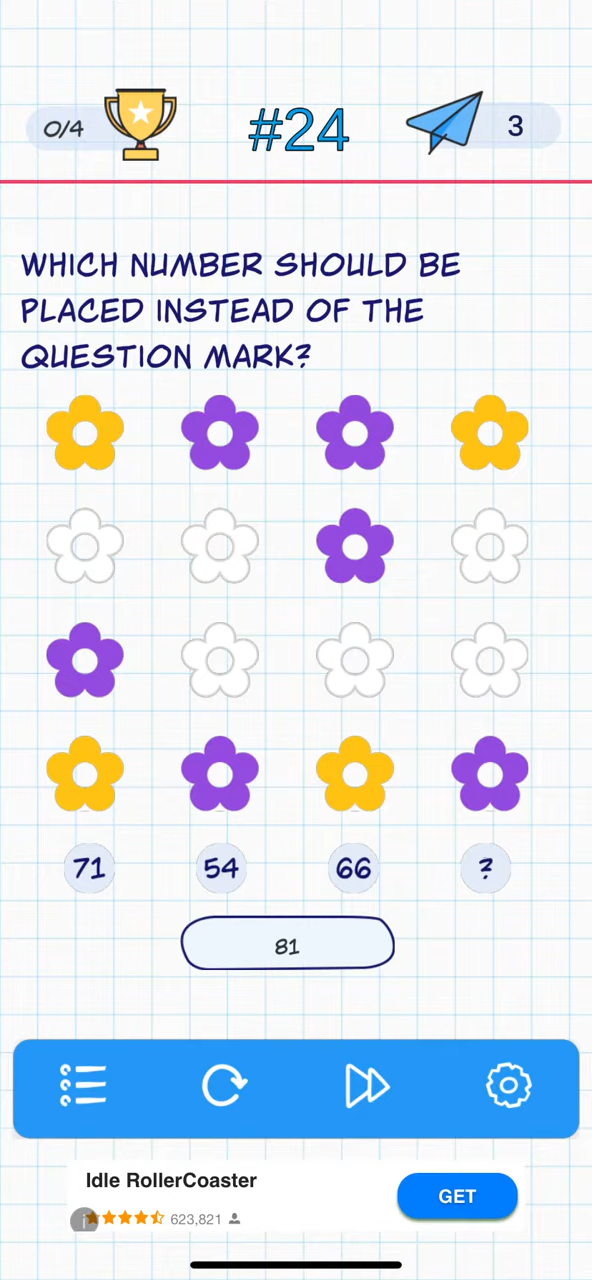 0/4
#24
3
WHICH NUMBER SHOULD BE
PLACED INSTEAD OF THE
QUESTION MARK?
71 54 66 ?
81
Idle RollerCoaster
GET
623,821